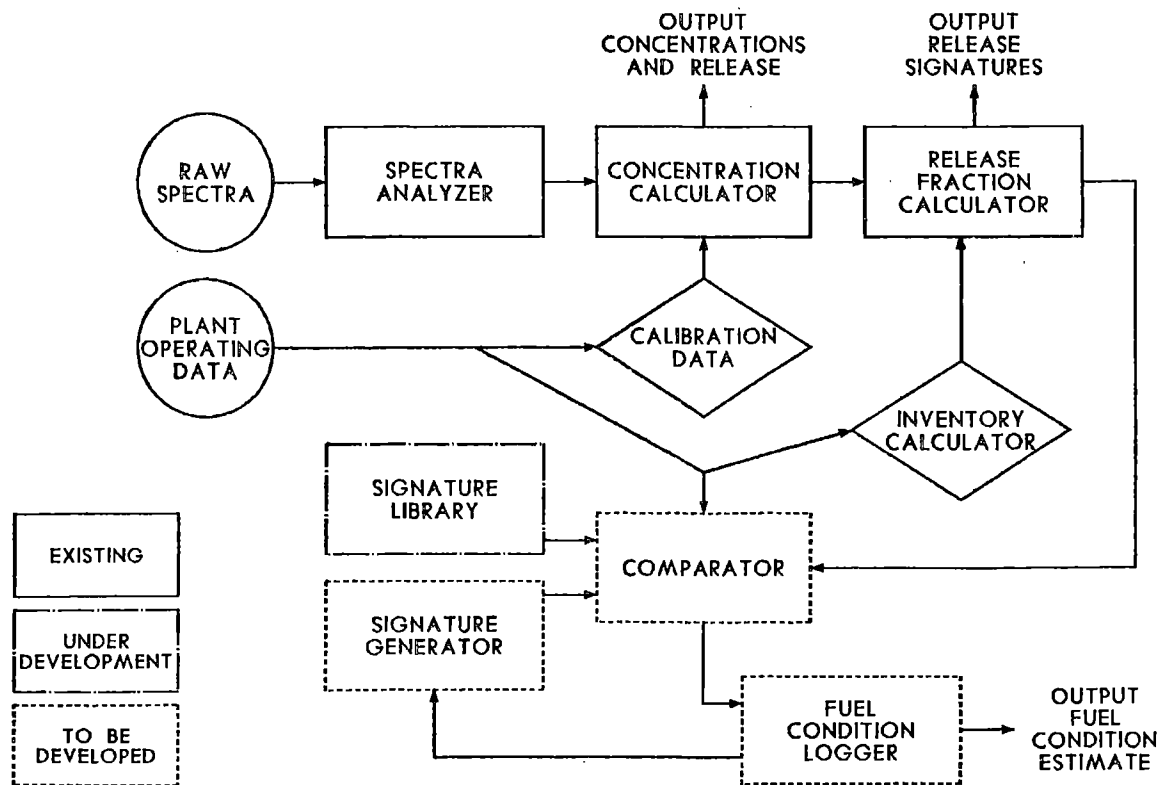 OUTPUT
CONCENTRATIONS
AND RELEASE
OUTPUT
RELEASE
SIGNATURES
RAW
SPECTRA
SPECTRA
ANALYZER
CONCENTRATION
CALCULATOR
RELEASE
FRACTION
CALCULATOR
PLANT
OPERATING
DATA
CALIBRATION
DATA
INVENTORY
CALCULATOR
SIGNATURE
LIBRARY
COMPARATOR
SIGNATURE
GENERATOR
FUEL
CONDITION
LOGGER
OUTPUT
FUEL
CONDITION
ESTIMATE
EXISTING
UNDER
DEVELOPMENT
TO BE
DEVELOPED